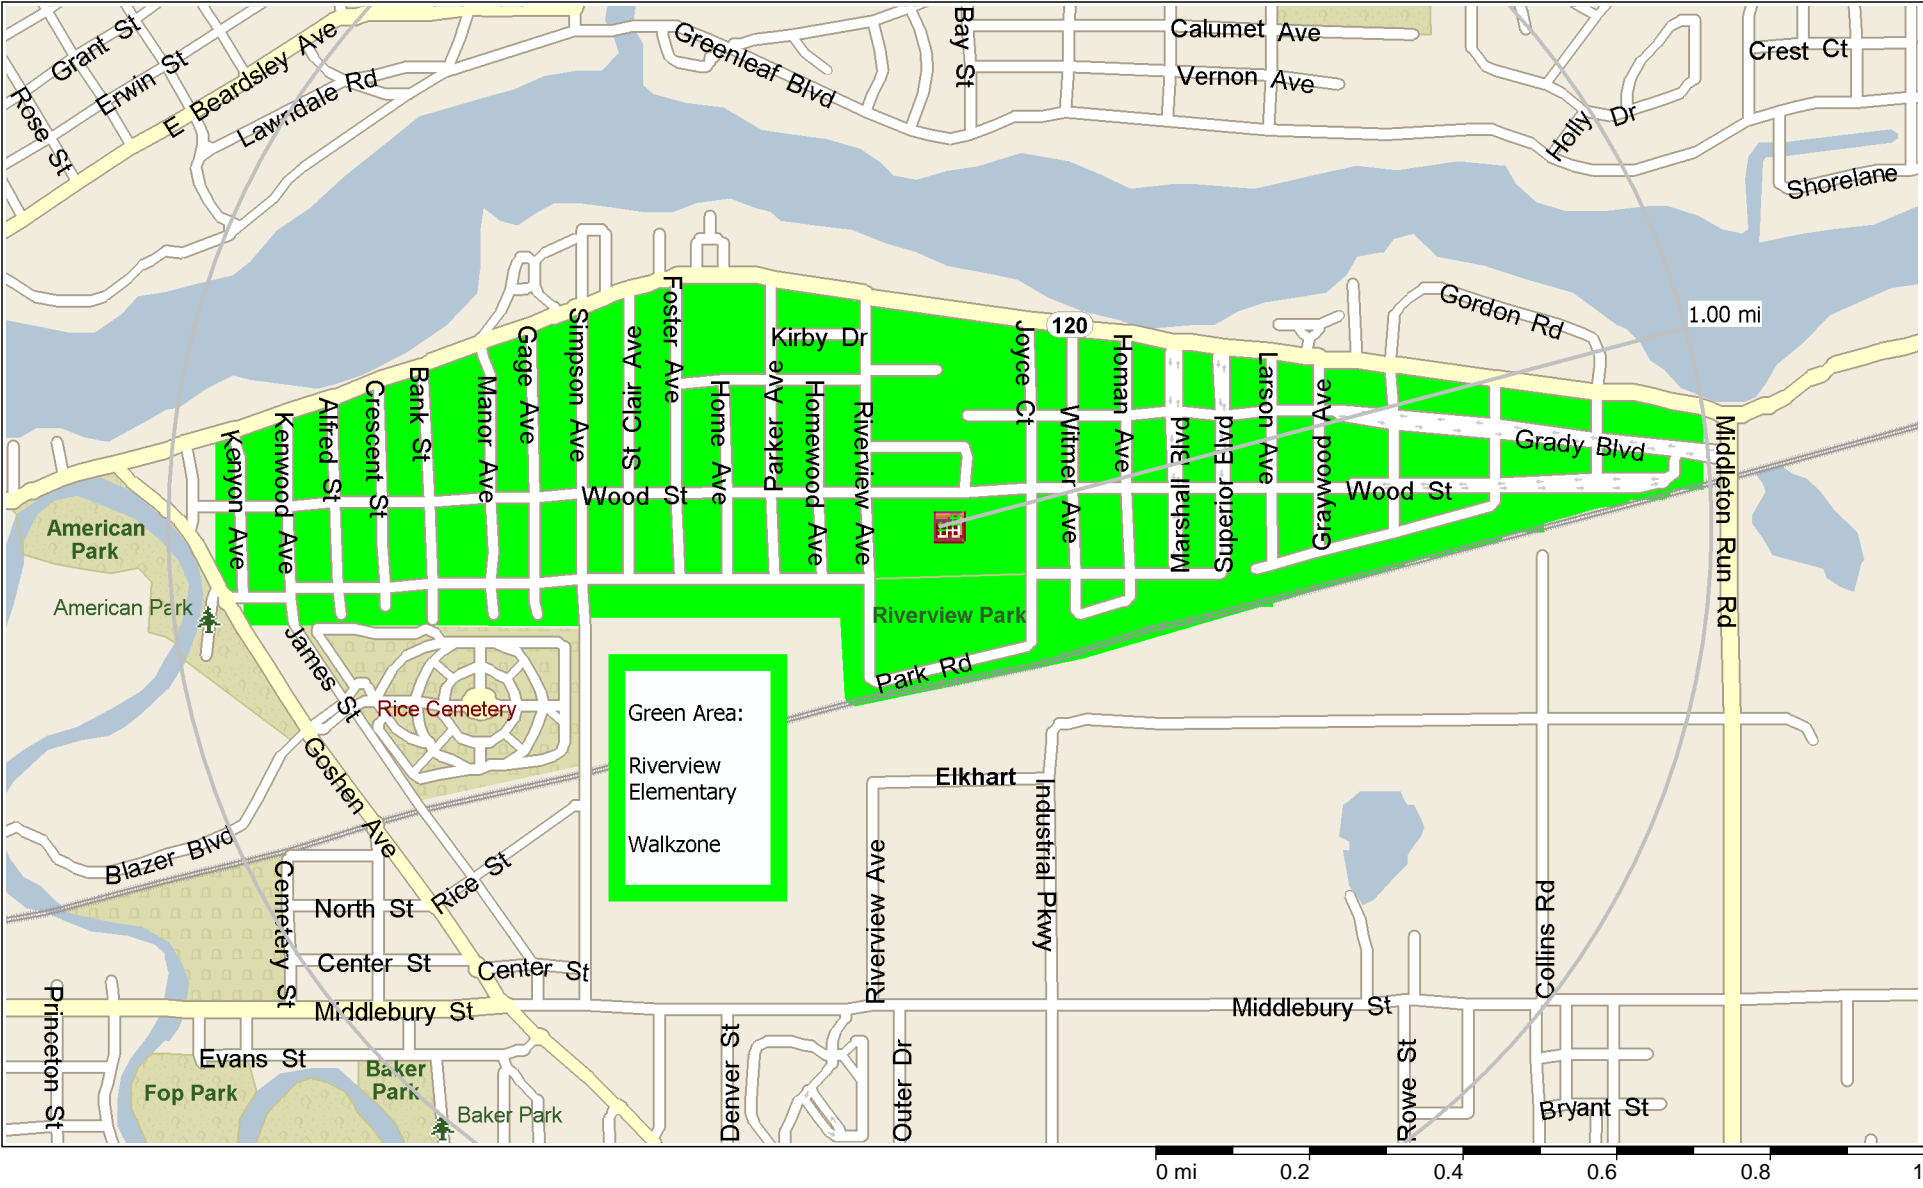 Grant St
Erwin St
Rose St
E Beardsley Ave
Lawndale Rd
Greenleaf Blvd
Bay St
Calumet Ave
Vernon Ave
Holly Dr
Crest Ct
Shorelane
Gordon Rd
1.00 mi
120
Kenyon Ave
Kenwood Ave
Alfred St
Crescent St
Bank St
Manor Ave
Gage Ave
Simpson Ave
St Clair Ave
St
Foster Ave
Home Ave
Parker Ave
Kirby Dr
Homewood Ave
Riverview Ave
Joyce Ct
Witmer Ave
Homan Ave
Marshall Blvd
Superior Blvd
Larson Ave
Graywood Ave
Grady Blvd
Wood St
Wood St
Middleton Run Rd
American
Park
American Park
Riverview Park
Park Rd
James St
Rice Cemetery
Goshen Ave
Blazer Blvd
Green Area:
Riverview
Elementary
Walkzone
Elkhart
Industrial Pkwy
Riverview Ave
Collins Rd
Cemetery St
North St
Rice St
Center St
Center St
Middlebury St
Middlebury St
Princeton St
Evans St
Fop Park
Baker
Park
Baker Park
Denver St
Outer Dr
Rowe St
Bryant St
0 mi 0.2 0.4 0.6 0.8 1